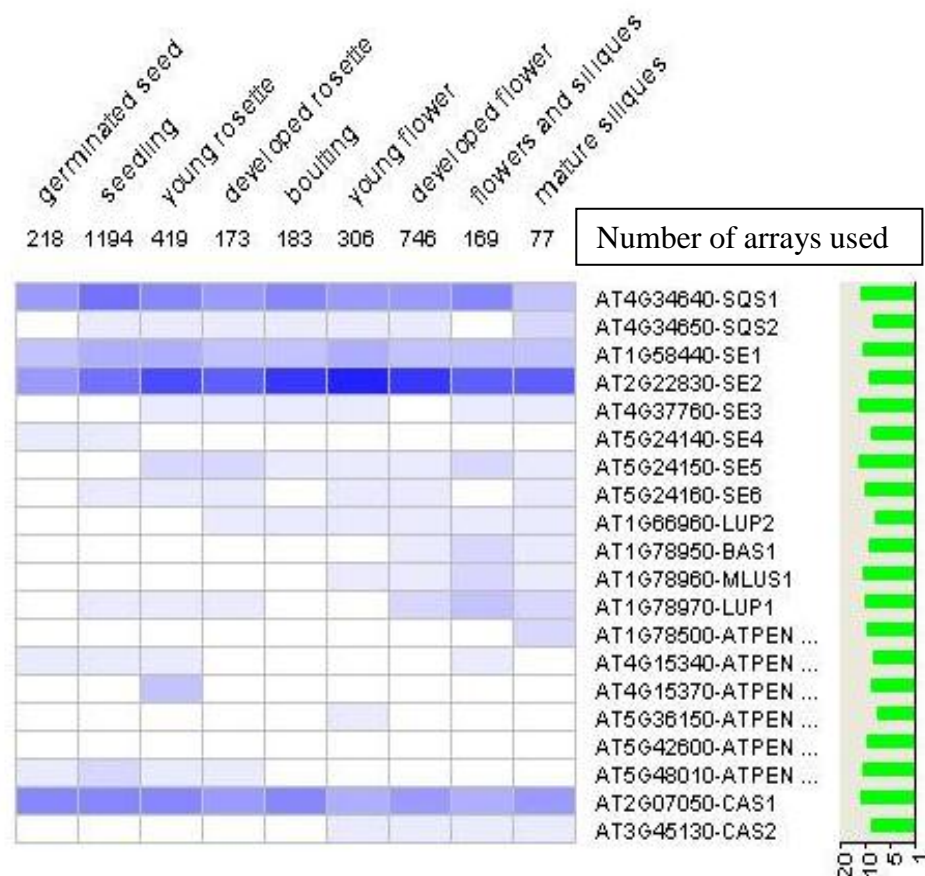 germinated seed
seedling
young rosette
developed rosette
boulting
young flower
developed flower
flowers and siliques
mature siliques
218 1194 419 173 183 306 746 169 77
Number of arrays used
AT4G34640-SQS1
AT4G34650-SQS2
AT1G58440-SE1
AT2G22830-SE2
AT4G37760-SE3
AT5G24140-SE4
AT5G24150-SE5
AT5G24160-SE6
AT1G66960-LUP2
AT1G78950-BAS1
AT1G78960-MLUS1
AT1G78970-LUP1
AT1G78500-ATPEN ...
AT4G15340-ATPEN ...
AT4G15370-ATPEN ...
AT5G36150-ATPEN ...
AT5G42600-ATPEN ...
AT5G48010-ATPEN ...
AT2G07050-CAS1
AT3G45130-CAS2
20 10 5 1